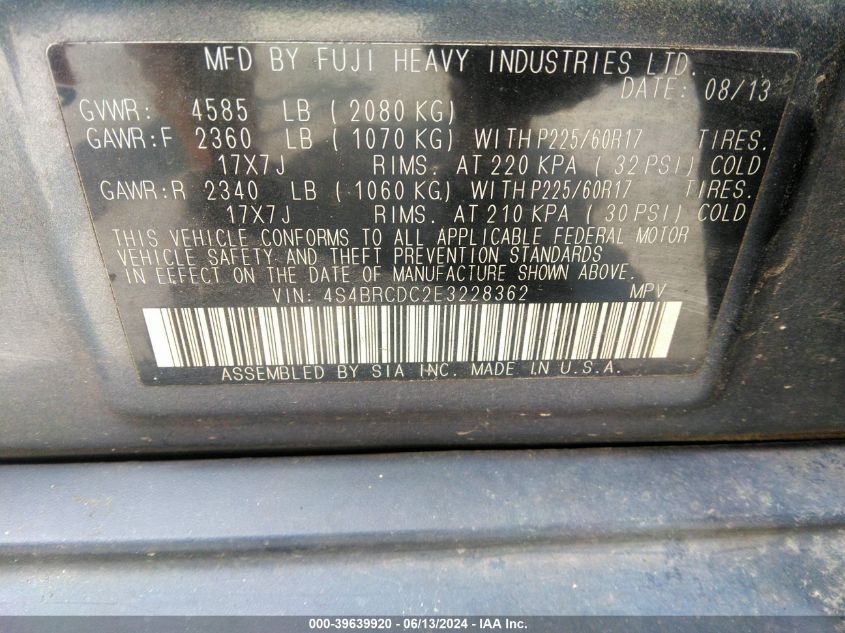 MFD BY FUJI HEAVY INDUSTRIES LTD.
DATE: 08/13
GVWR: 4585 LB ( 2080 KG)
GAWR:F 2360 LB ( 1070 KG) WITH P225/60R17 TIRES.
17X7J RIMS. AT 220 KPA ( 32 PSI) COLD
GAWR:R 2340 LB ( 1060 KG) WITH P225/60R17 TIRES.
17X7J RIMS. AT 210 KPA ( 30 PSI) COLD
THIS VEHICLE CONFORMS TO ALL APPLICABLE FEDERAL MOTOR
VEHICLE SAFETY AND THEFT PREVENTION STANDARDS
IN EFFECT ON THE DATE OF MANUFACTURE SHOWN ABOVE.
VIN: 4S4BRCDC2E3228362 MPV
ASSEMBLED BY SIA INC. MADE IN U.S.A.
000-39639920 - 06/13/2024 - IAA Inc.